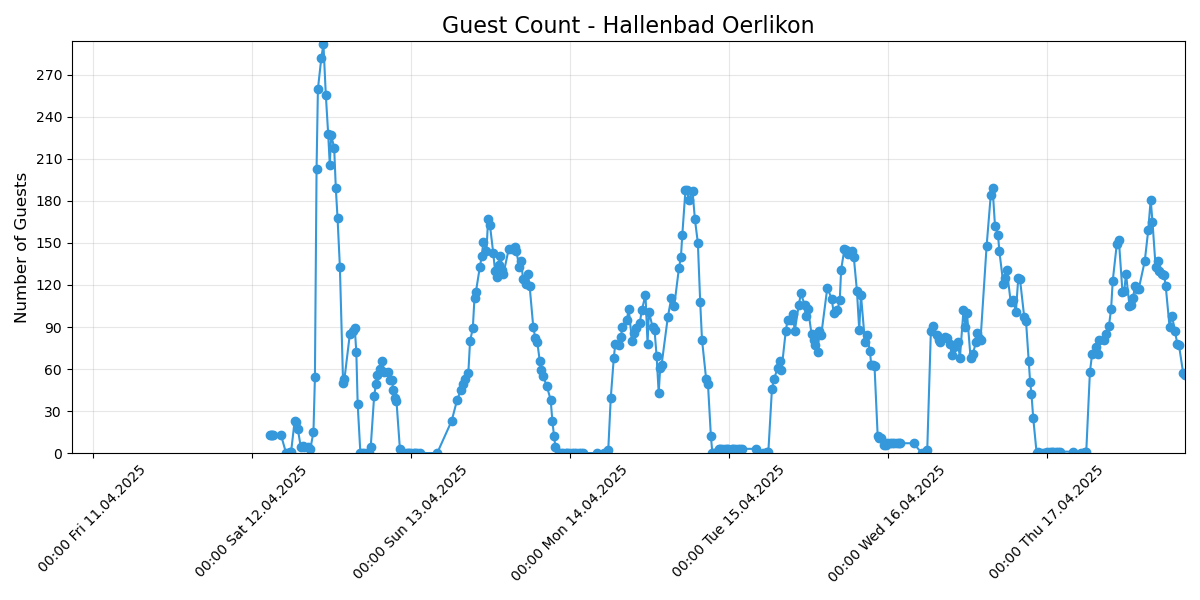 Guest Count - Hallenbad Oerlikon
Number of Guests
270
240
210
180
150
120
90
60
30
0
00:00 Fri 11.04.2025
00:00 Sat 12.04.2025
00:00 Sun 13.04.2025
00:00 Mon 14.04.2025
00:00 Tue 15.04.2025
00:00 Wed 16.04.2025
00:00 Thu 17.04.2025